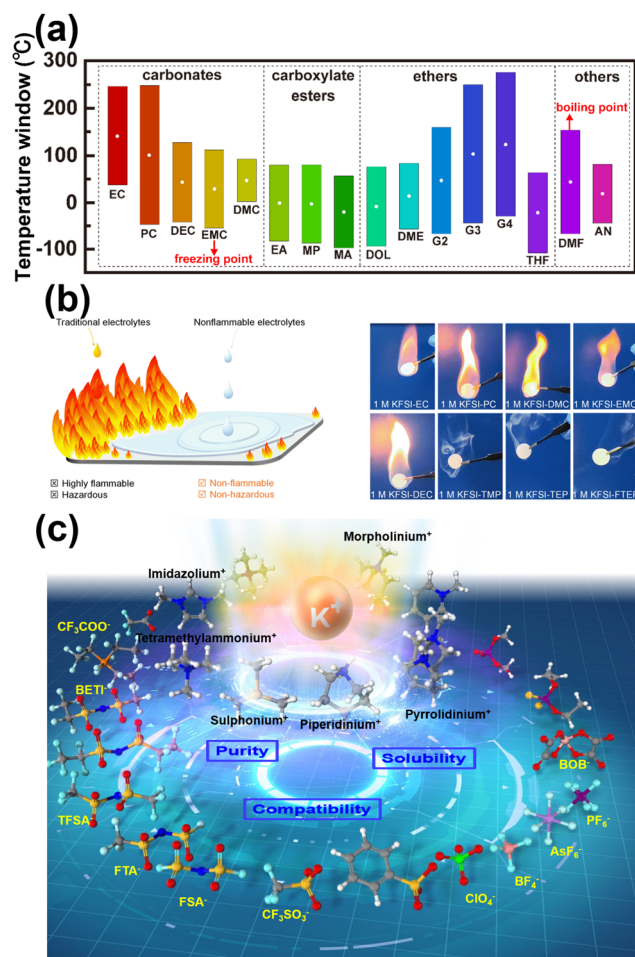 (a)
Temperature window (℃)
300
200
100
0
-100
carbonates
carboxylate
esters
ethers
others
boiling point
EC
PC
DEC
EMC
DMC
freezing point
EA
MP
MA
DOL
DME
G2
G3
G4
THF
DMF
AN
(b)
Traditional electrolytes
Nonflammable electrolytes
Highly flammable
Hazardous
Non-flammable
Non-hazardous
1 M KFSI-EC
1 M KFSI-PC
1 M KFSI-DMC
1 M KFSI-EMC
1 M KFSI-DEC
1 M KFSI-TMP
1 M KFSI-TEP
1 M KFSI-FTEP
(c)
Morpholinium⁺
Imidazolium⁺
K⁺
CF₃COO⁻
Tetramethylammonium⁺
BETI⁻
Sulphonium⁺
Piperidinium⁺
Pyrrolidinium⁺
Purity
Solubility
Compatibility
BOB⁻
TFSA⁻
PF₆⁻
FTA⁻
AsF₆⁻
FSA⁻
BF₄⁻
CF₃SO₃⁻
ClO₄⁻